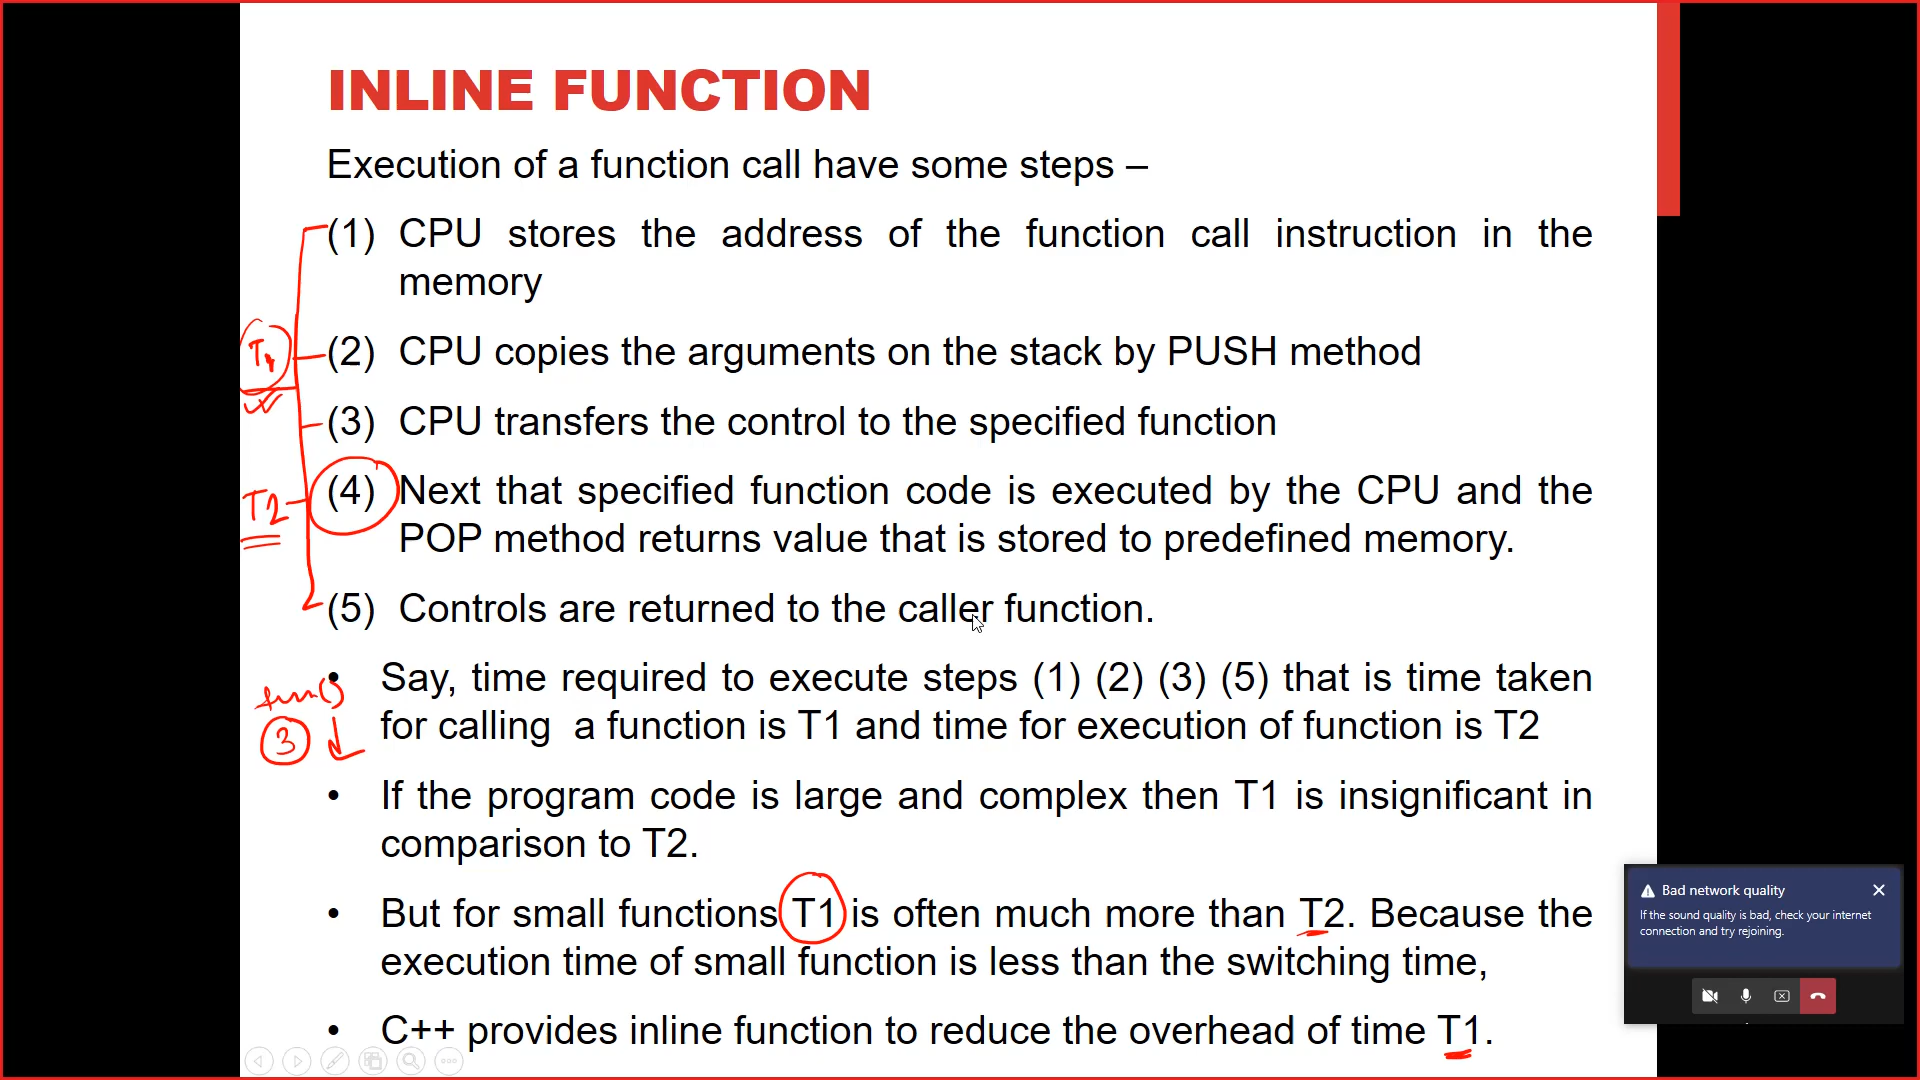 INLINE FUNCTION
Execution of a function call have some steps –
(1) CPU stores the address of the function call instruction in the
memory
(2) CPU copies the arguments on the stack by PUSH method
(3) CPU transfers the control to the specified function
(4) Next that specified function code is executed by the CPU and the
POP method returns value that is stored to predefined memory.
(5) Controls are returned to the caller function.
• Say, time required to execute steps (1) (2) (3) (5) that is time taken
for calling a function is T1 and time for execution of function is T2
• If the program code is large and complex then T1 is insignificant in
comparison to T2.
• But for small functions T1 is often much more than T2. Because the
execution time of small function is less than the switching time,
• C++ provides inline function to reduce the overhead of time T1.
T1
T2
fun()
3
Bad network quality
If the sound quality is bad, check your internet
connection and try rejoining.